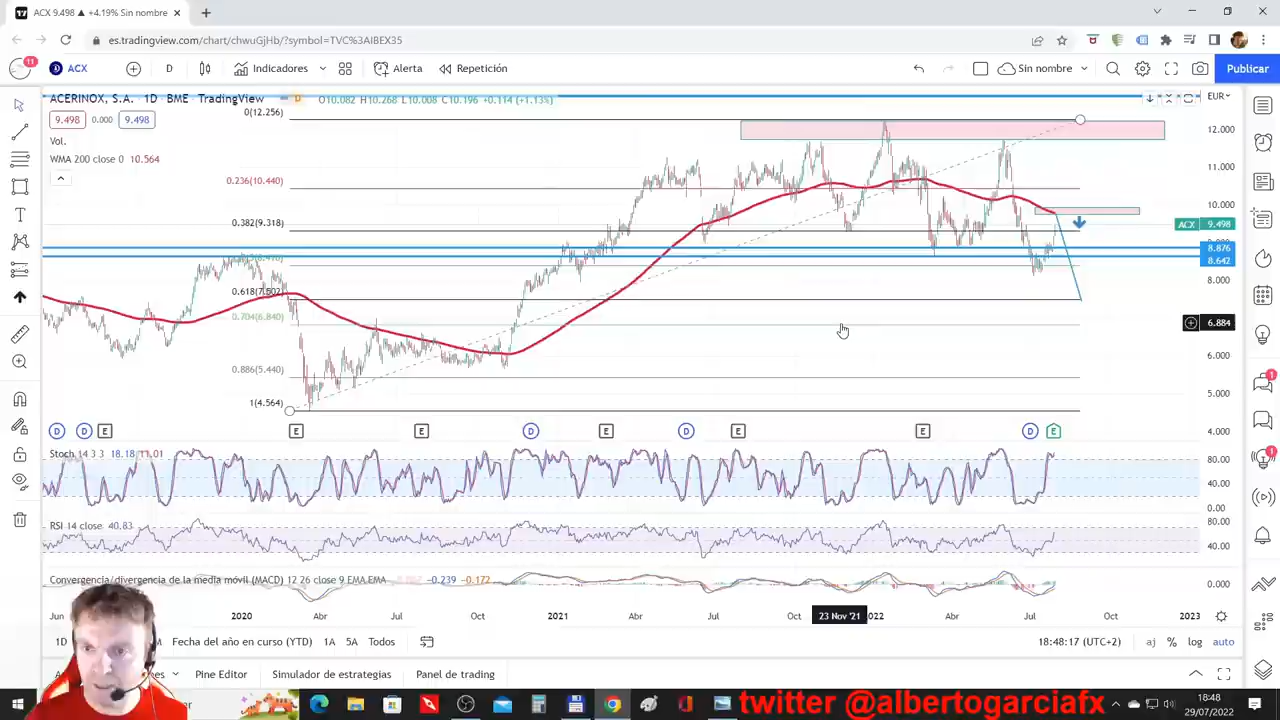 ACX 9.498 ▲ +4.19% Sin nombre
es.tradingview.com/chart/chwuGjHb/?symbol=TVC%3AIBEX35
11 ACX D Indicadores Alerta Repetición Sin nombre Publicar
ACERINOX, S.A. 1D BME TradingView D O10.082 H10.268 L10.008 C10.196 +0.114 (+1.13%) EUR
9.498 0.000 9.498
0(12.256)
12.000
Vol.
WMA 200 close 0 10.564
11.000
0.236(10.440)
10.000
0.382(9.318)
ACX 9.498
8.876
8.642
8.000
0.618(7.502)
0.704(6.840)
6.884
6.000
0.886(5.440)
5.000
1(4.564)
4.000
D D E E E D E D E E D E
Stoch 14 3 3 18.18 11.01
80.00
40.00
0.00
RSI 14 close 40.83
80.00
40.00
Convergencia/divergencia de la media móvil (MACD) 12 26 close 9 EMA EMA −0.239 −0.172
0.000
Jun 2020 Abr Jul Oct 2021 Abr Jul Oct 23 Nov '21 022 Abr Jul Oct 2023
1D M Fecha del año en curso (YTD) 1A 5A Todos 18:48:17 (UTC+2) aj % log auto
Pine Editor Simulador de estrategias Panel de trading
twitter @albertogarciafx
18:48
29/07/2022